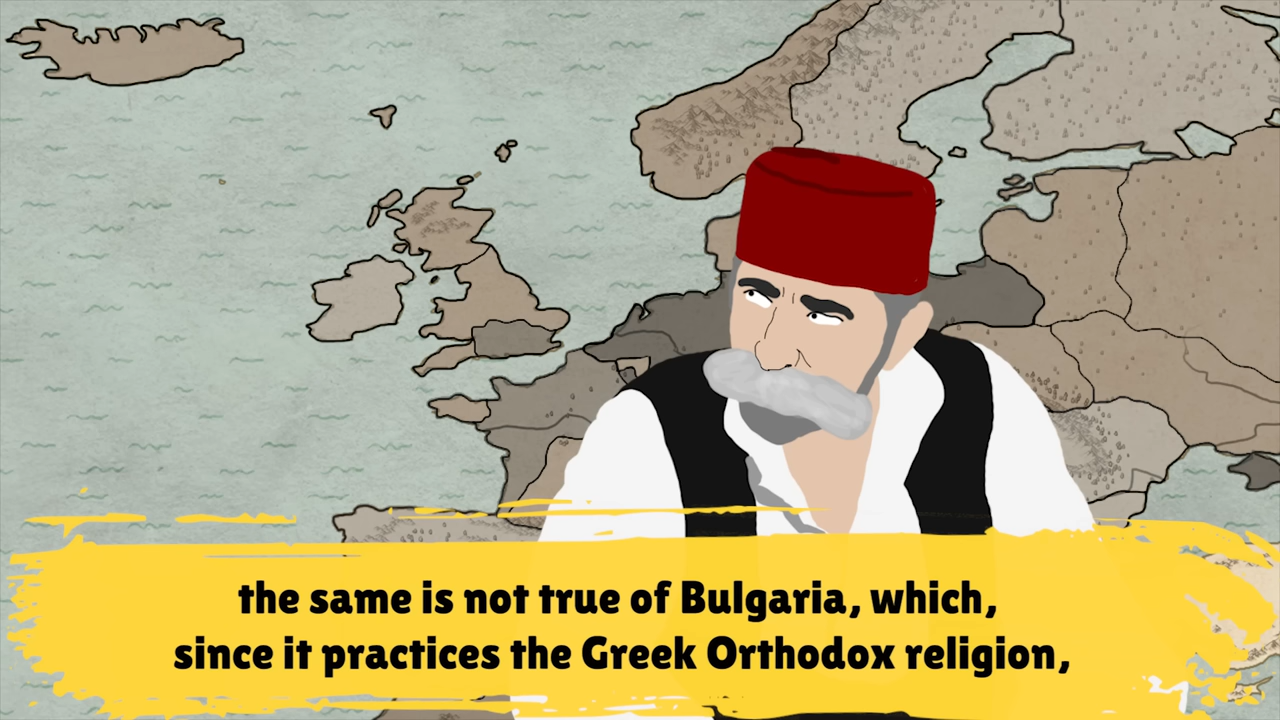 the same is not true of Bulgaria, which,
since it practices the Greek Orthodox religion,